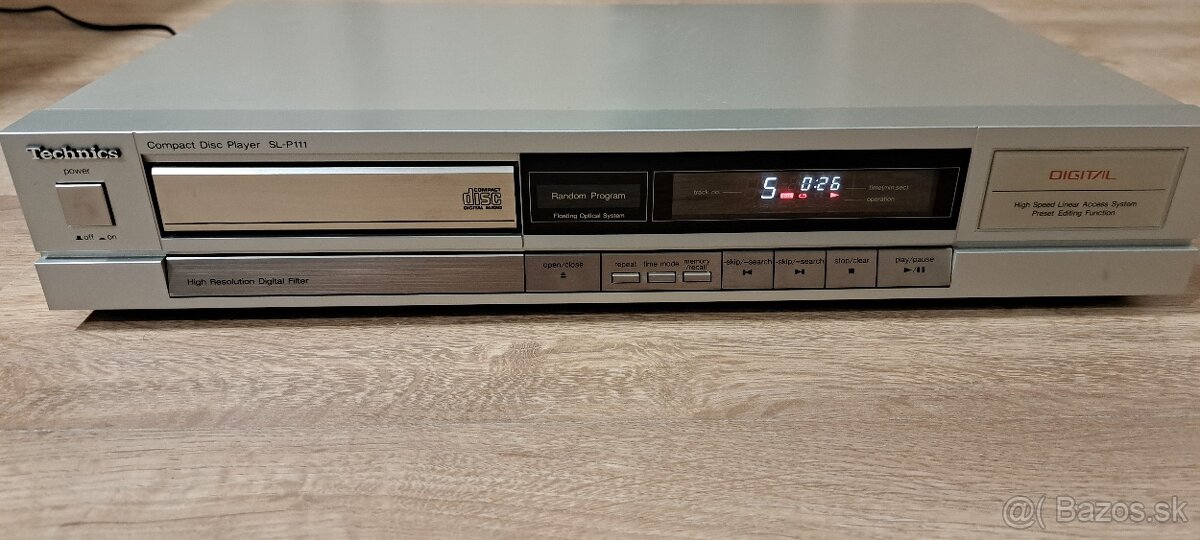 Technics
Compact Disc Player SL-P111
power
off on
COMPACT
disc
DIGITAL AUDIO
Random Program
Floating Optical System
track no.
5 0:26
time(min,sec)
operation
DIGITAL
High Speed Linear Access System
Preset Editing Function
High Resolution Digital Filter
open/close
repeat
time mode
memory
/recall
-skip/-search
-skip/-search
stop/clear
play/pause
@( Bazos.sk